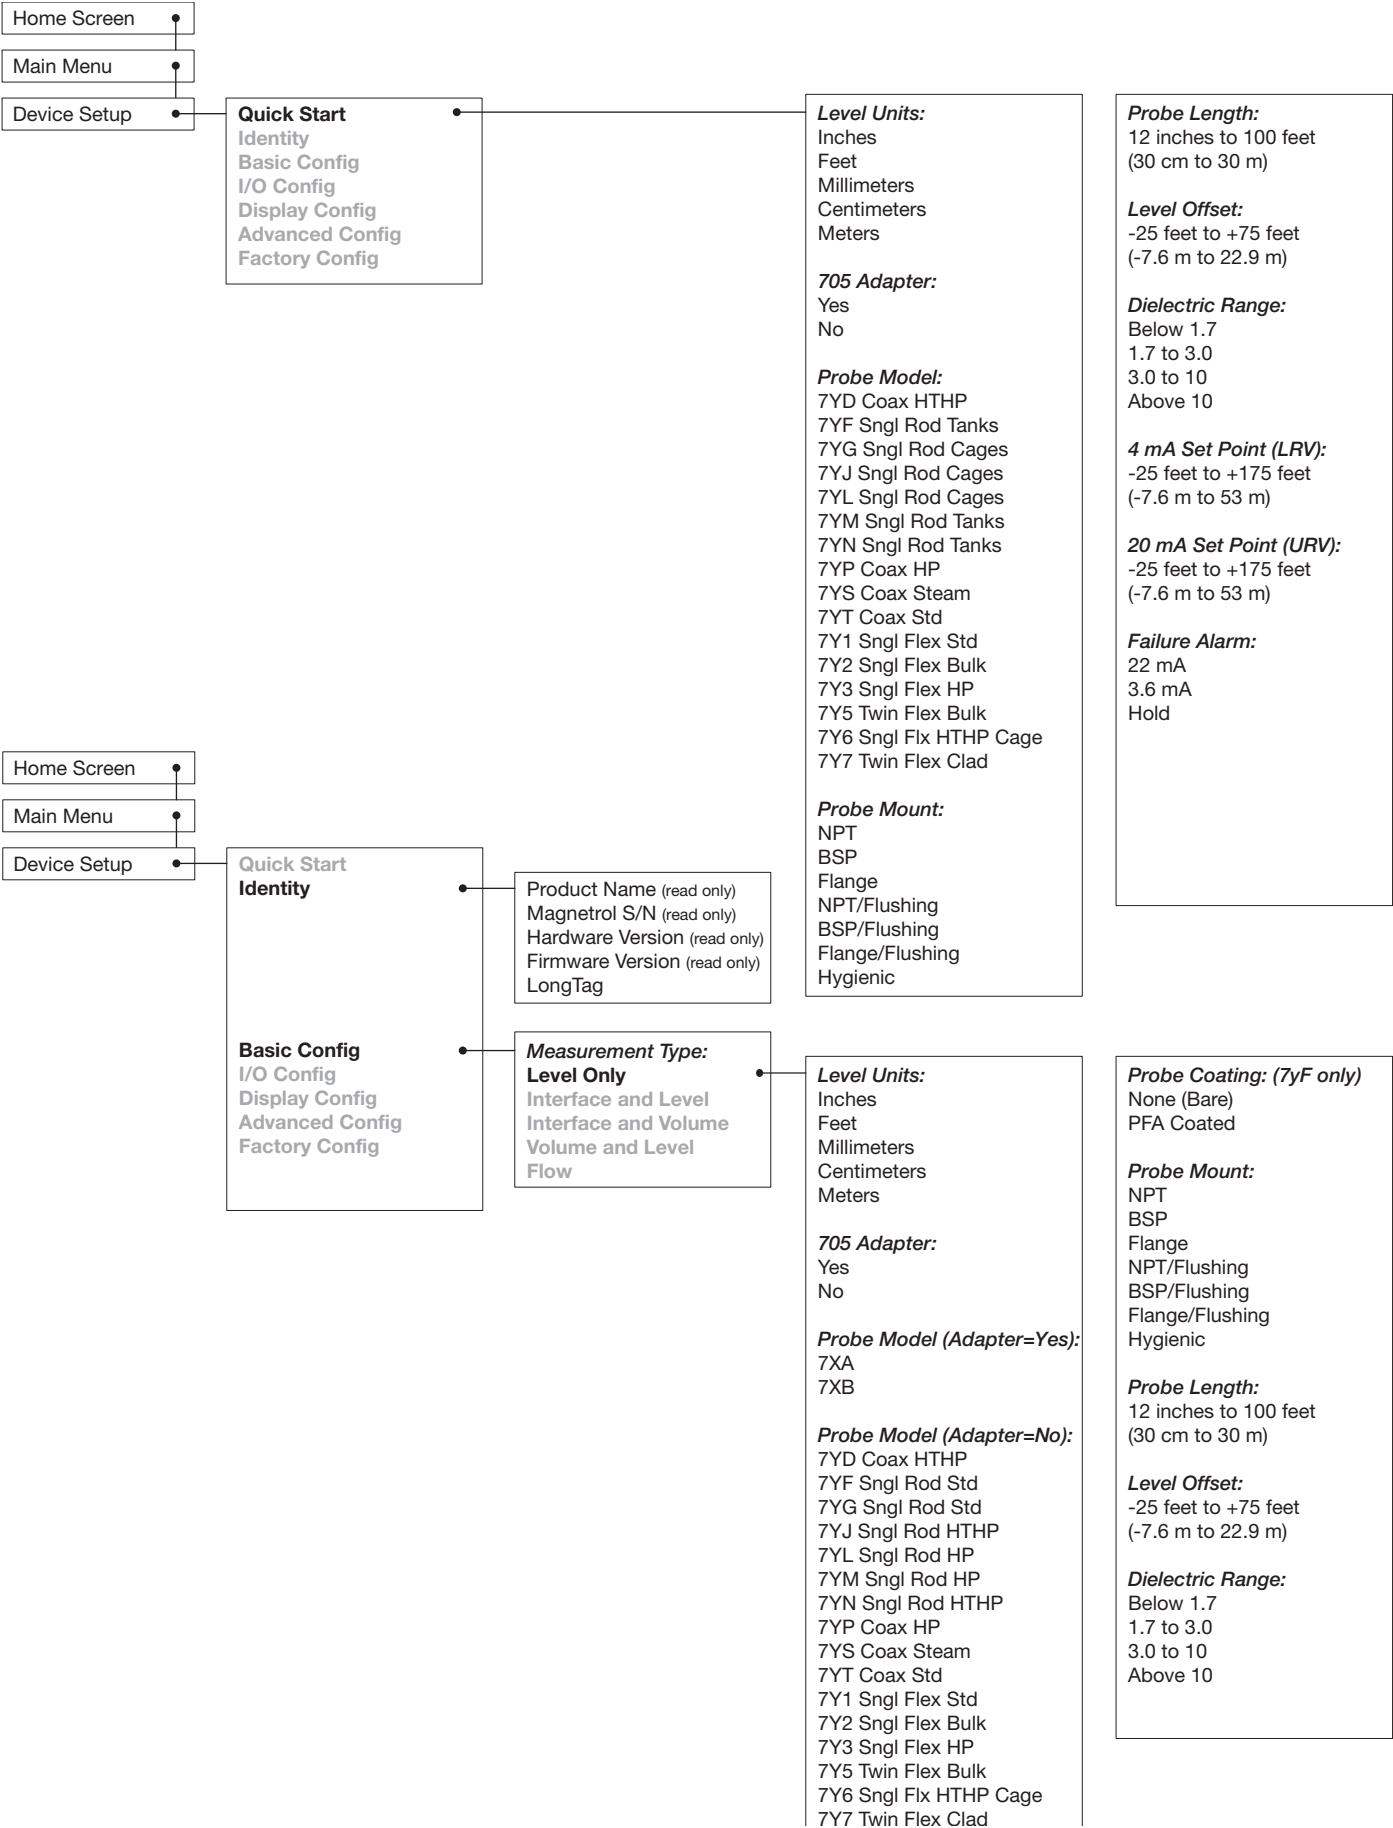 Home Screen
Main Menu
Device Setup
Quick Start
Identity
Basic Config
I/O Config
Display Config
Advanced Config
Factory Config
Level Units:
Inches
Feet
Millimeters
Centimeters
Meters
705 Adapter:
Yes
No
Probe Model:
7YD Coax HTHP
7YF Sngl Rod Tanks
7YG Sngl Rod Cages
7YJ Sngl Rod Cages
7YL Sngl Rod Cages
7YM Sngl Rod Tanks
7YN Sngl Rod Tanks
7YP Coax HP
7YS Coax Steam
7YT Coax Std
7Y1 Sngl Flex Std
7Y2 Sngl Flex Bulk
7Y3 Sngl Flex HP
7Y5 Twin Flex Bulk
7Y6 Sngl Flx HTHP Cage
7Y7 Twin Flex Clad
Probe Mount:
NPT
BSP
Flange
NPT/Flushing
BSP/Flushing
Flange/Flushing
Hygienic
Probe Length:
12 inches to 100 feet
(30 cm to 30 m)
Level Offset:
-25 feet to +75 feet
(-7.6 m to 22.9 m)
Dielectric Range:
Below 1.7
1.7 to 3.0
3.0 to 10
Above 10
4 mA Set Point (LRV):
-25 feet to +175 feet
(-7.6 m to 53 m)
20 mA Set Point (URV):
-25 feet to +175 feet
(-7.6 m to 53 m)
Failure Alarm:
22 mA
3.6 mA
Hold
Home Screen
Main Menu
Device Setup
Quick Start
Identity
Basic Config
I/O Config
Display Config
Advanced Config
Factory Config
Product Name (read only)
Magnetrol S/N (read only)
Hardware Version (read only)
Firmware Version (read only)
LongTag
Measurement Type:
Level Only
Interface and Level
Interface and Volume
Volume and Level
Flow
Level Units:
Inches
Feet
Millimeters
Centimeters
Meters
705 Adapter:
Yes
No
Probe Model (Adapter=Yes):
7XA
7XB
Probe Model (Adapter=No):
7YD Coax HTHP
7YF Sngl Rod Std
7YG Sngl Rod Std
7YJ Sngl Rod HTHP
7YL Sngl Rod HP
7YM Sngl Rod HP
7YN Sngl Rod HTHP
7YP Coax HP
7YS Coax Steam
7YT Coax Std
7Y1 Sngl Flex Std
7Y2 Sngl Flex Bulk
7Y3 Sngl Flex HP
7Y5 Twin Flex Bulk
7Y6 Sngl Flx HTHP Cage
7Y7 Twin Flex Clad
Probe Coating: (7yF only)
None (Bare)
PFA Coated
Probe Mount:
NPT
BSP
Flange
NPT/Flushing
BSP/Flushing
Flange/Flushing
Hygienic
Probe Length:
12 inches to 100 feet
(30 cm to 30 m)
Level Offset:
-25 feet to +75 feet
(-7.6 m to 22.9 m)
Dielectric Range:
Below 1.7
1.7 to 3.0
3.0 to 10
Above 10